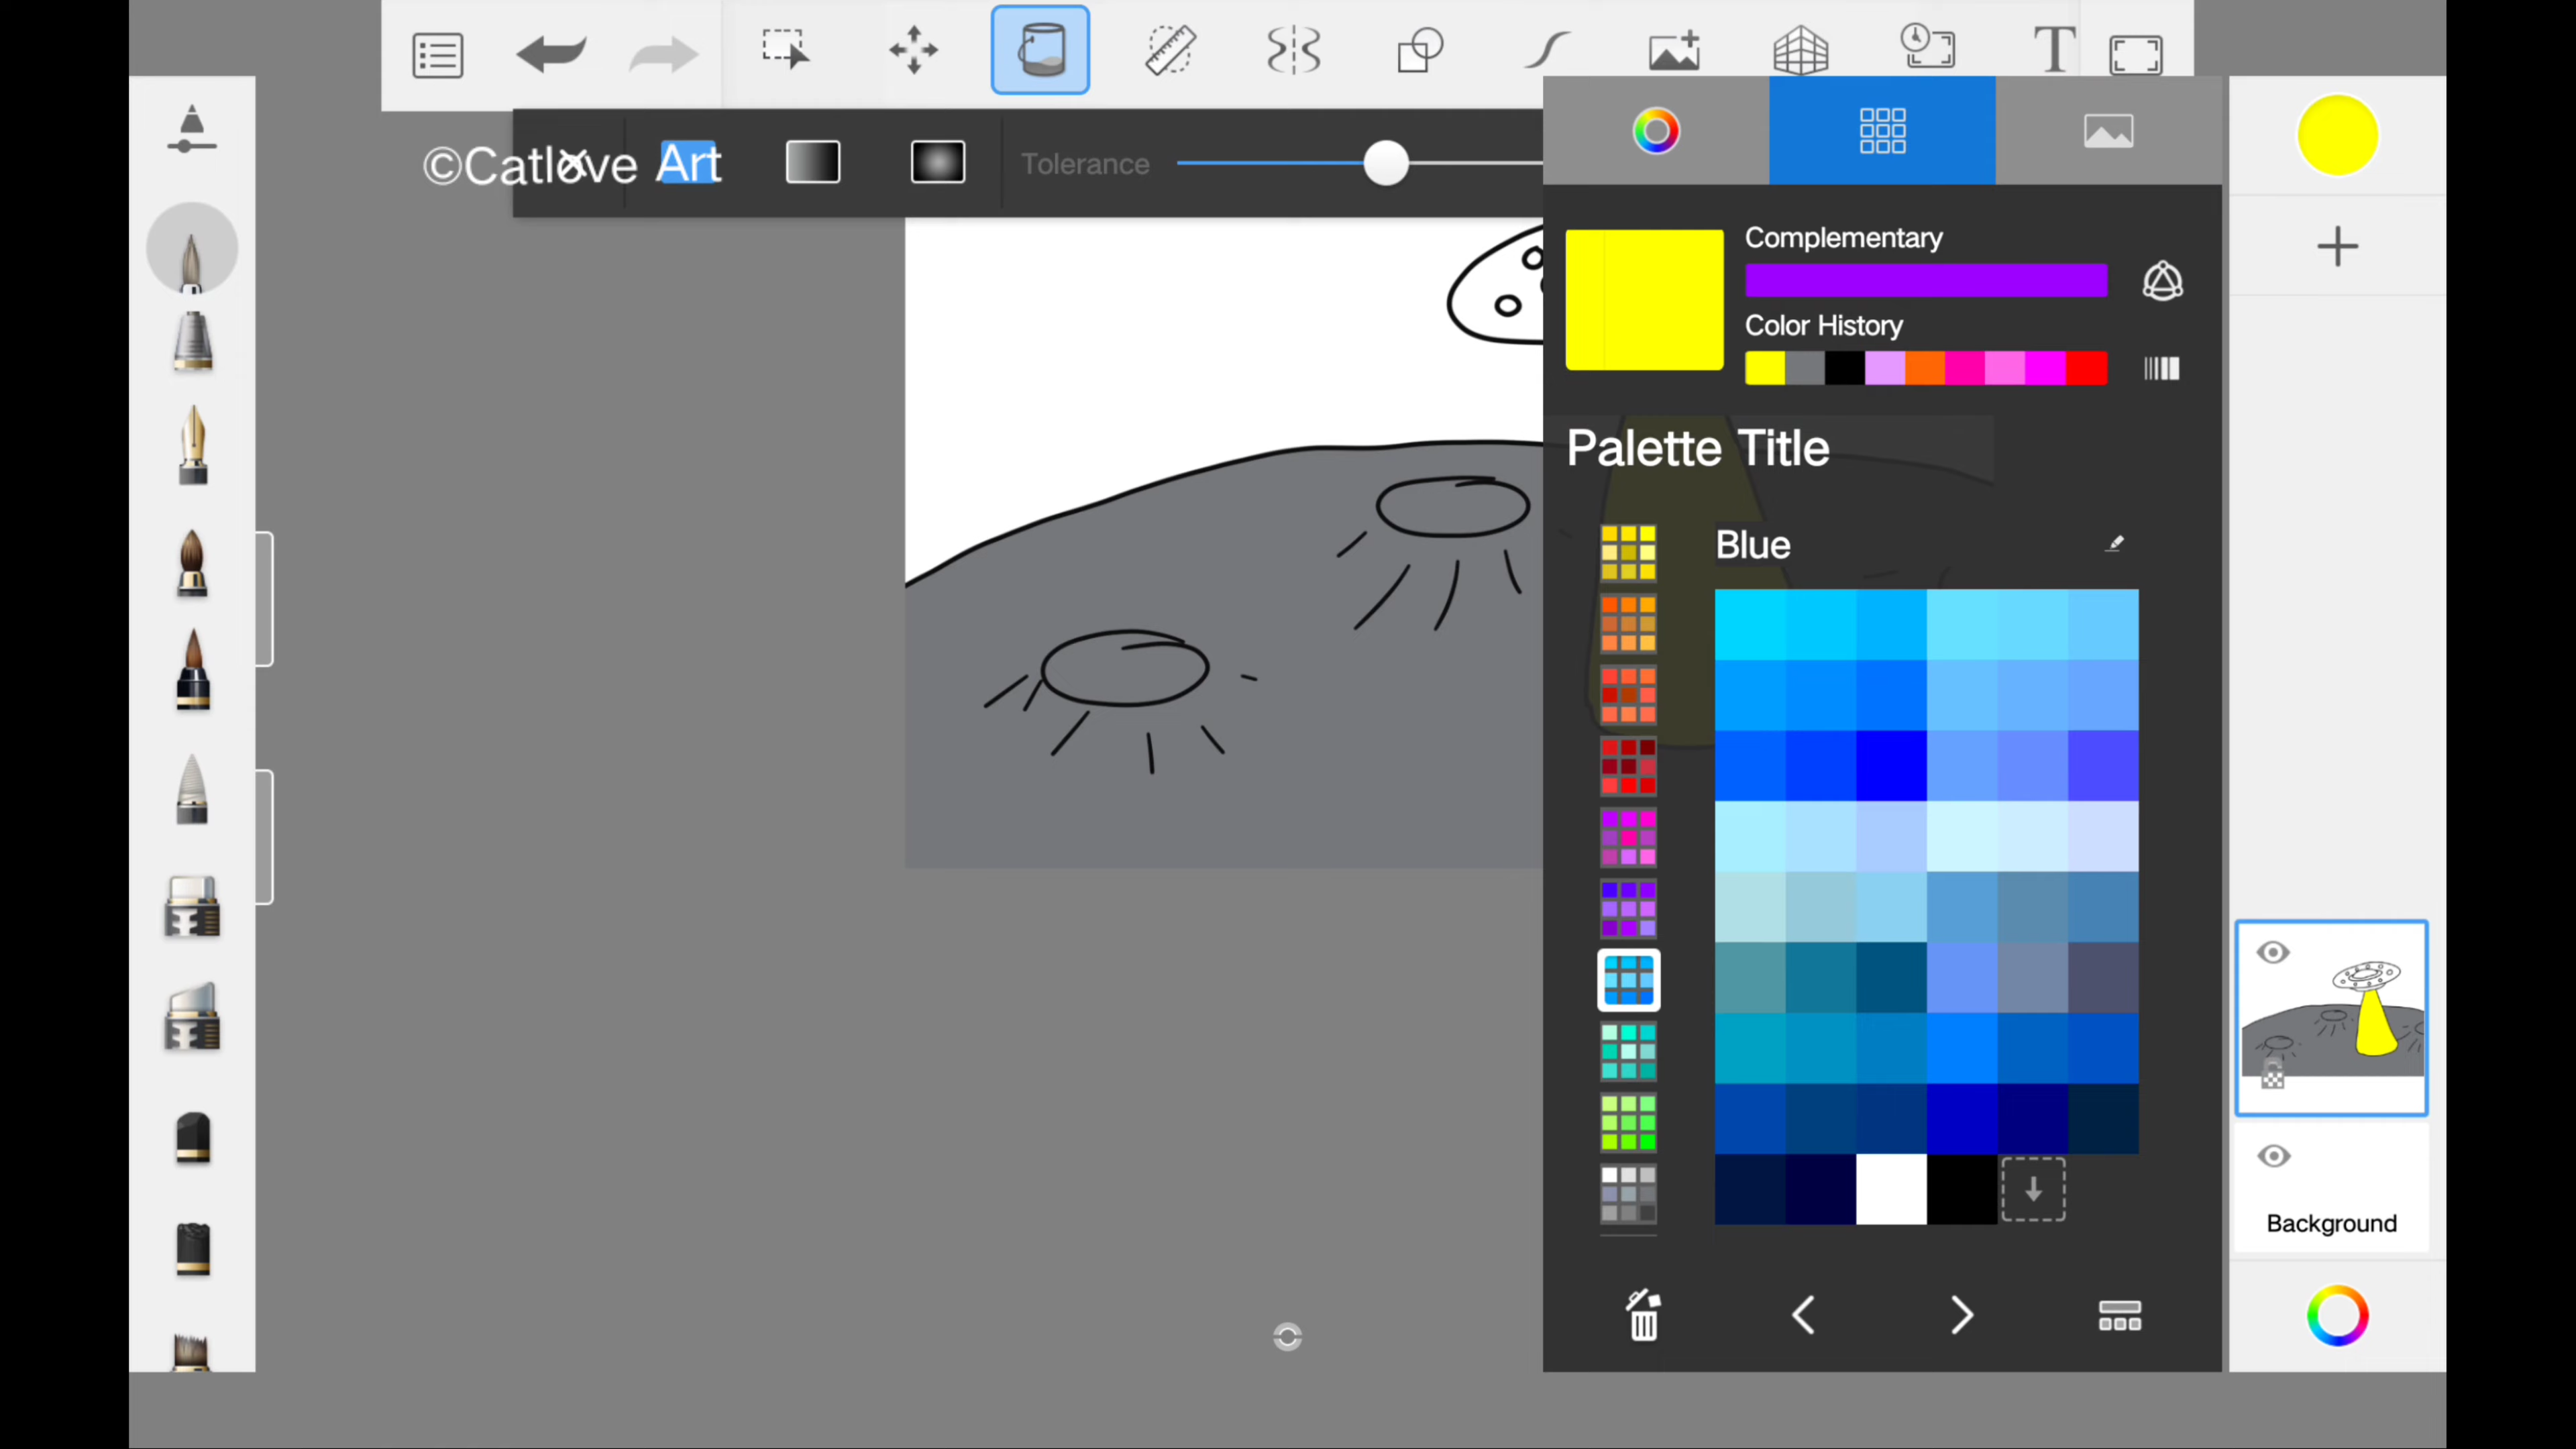 ©Catlove Art
Tolerance
Complementary
Color History
Palette Title
Blue
Background